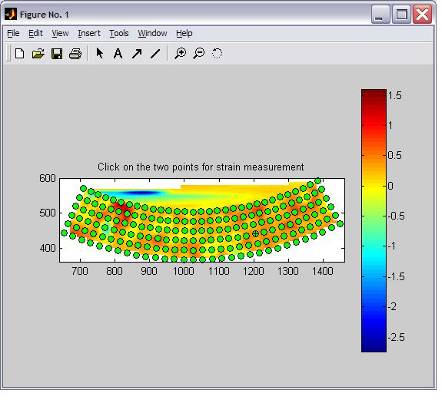 Figure No. 1
File Edit View Insert Tools Window Help
A
Click on the two points for strain measurement
600
500
400
700 800 900 1000 1100 1200 1300 1400
1.5
1
0.5
0
-0.5
-1
-1.5
-2
-2.5